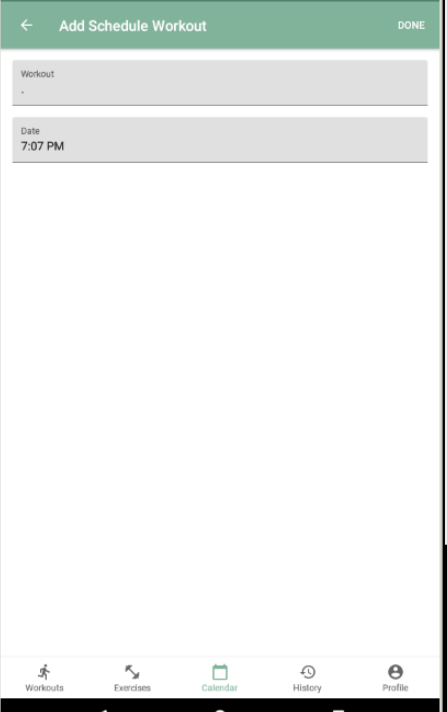 Add Schedule Workout
DONE
Workout
.
Date
7:07 PM
Workouts Exercises Calendar History Profile